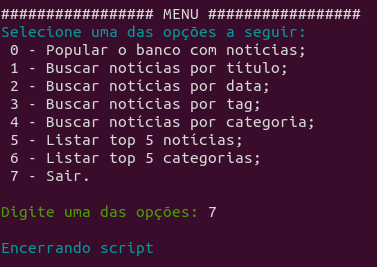 ################# MENU #################
Selecione uma das opções a seguir:
0 - Popular o banco com notícias;
1 - Buscar notícias por título;
2 - Buscar notícias por data;
3 - Buscar notícias por tag;
4 - Buscar notícias por categoria;
5 - Listar top 5 notícias;
6 - Listar top 5 categorias;
7 - Sair.
Digite uma das opções: 7
Encerrando script